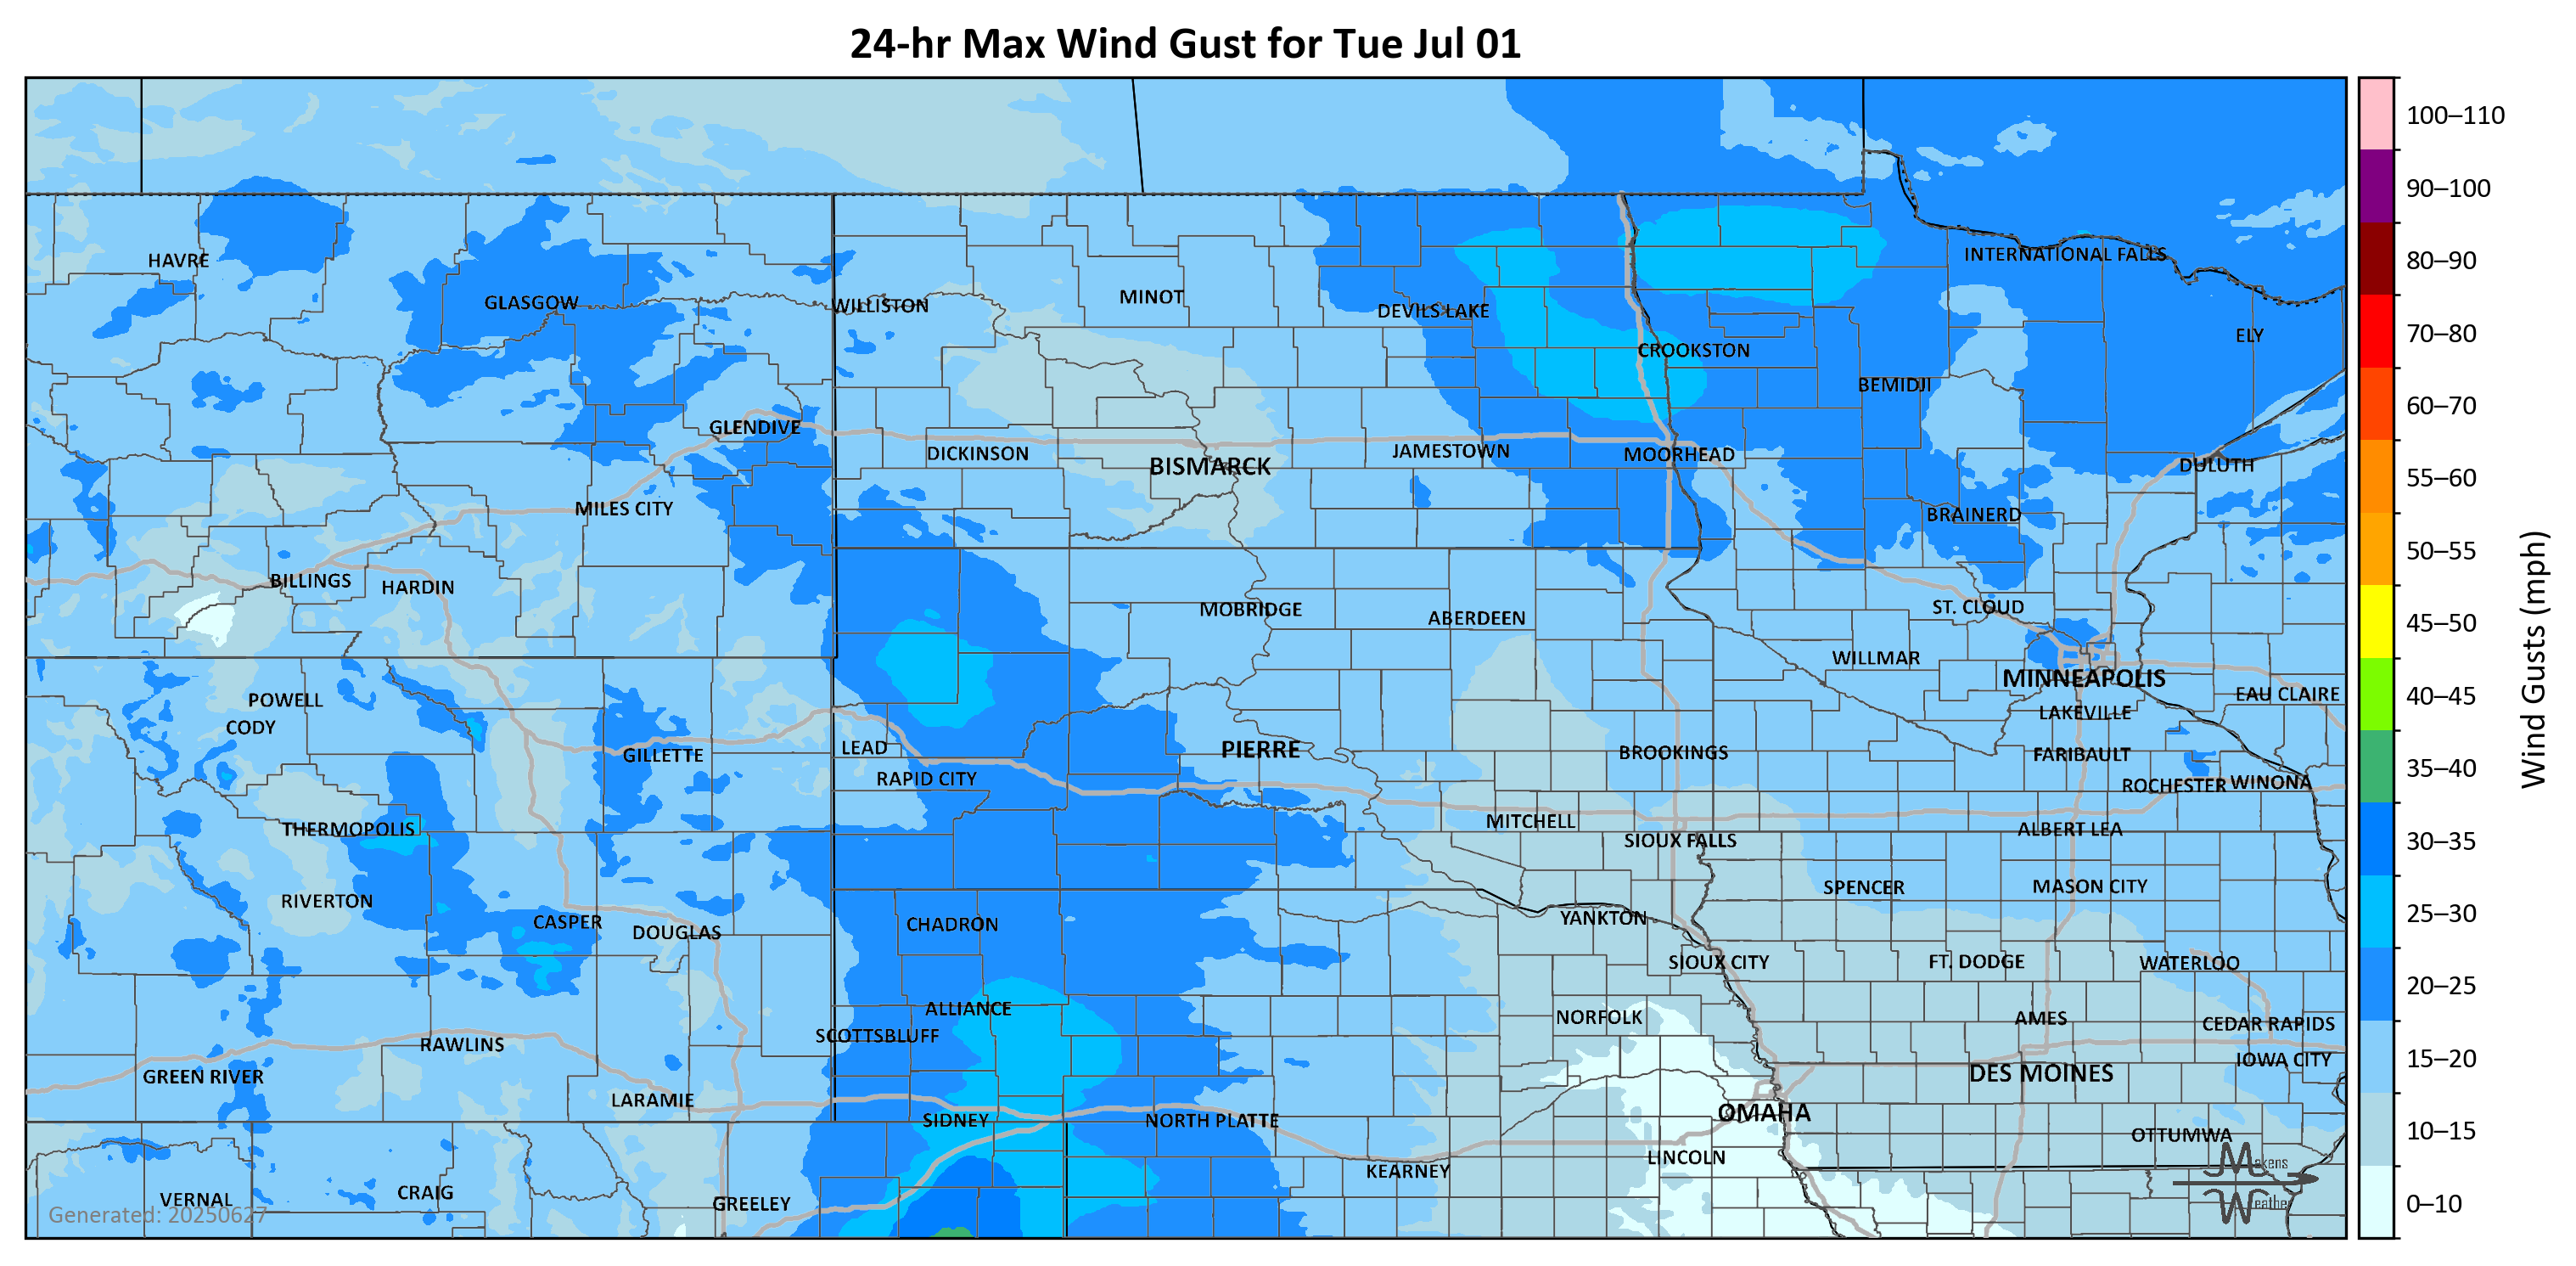 24-hr Max Wind Gust for Tue Jul 01
100–110
90–100
80–90
70–80
60–70
55–60
50–55
45–50
40–45
35–40
30–35
25–30
20–25
15–20
10–15
0–10
Wind Gusts (mph)
HAVRE
INTERNATIONAL FALLS
GLASGOW
WILLISTON
MINOT
DEVILS LAKE
ELY
CROOKSTON
BEMIDJI
GLENDIVE
DICKINSON
BISMARCK
JAMESTOWN
MOORHEAD
DULUTH
MILES CITY
BRAINERD
BILLINGS
HARDIN
MOBRIDGE
ABERDEEN
ST. CLOUD
WILLMAR
MINNEAPOLIS
EAU CLAIRE
POWELL
CODY
LAKEVILLE
GILLETTE
LEAD
PIERRE
BROOKINGS
FARIBAULT
RAPID CITY
ROCHESTER
WINONA
THERMOPOLIS
MITCHELL
SIOUX FALLS
ALBERT LEA
RIVERTON
SPENCER
MASON CITY
CASPER
DOUGLAS
CHADRON
YANKTON
SIOUX CITY
FT. DODGE
WATERLOO
ALLIANCE
NORFOLK
AMES
CEDAR RAPIDS
SCOTTSBLUFF
RAWLINS
IOWA CITY
GREEN RIVER
DES MOINES
LARAMIE
SIDNEY
NORTH PLATTE
OMAHA
OTTUMWA
KEARNEY
LINCOLN
VERNAL
CRAIG
GREELEY
Makens
Weather
Generated: 20250627